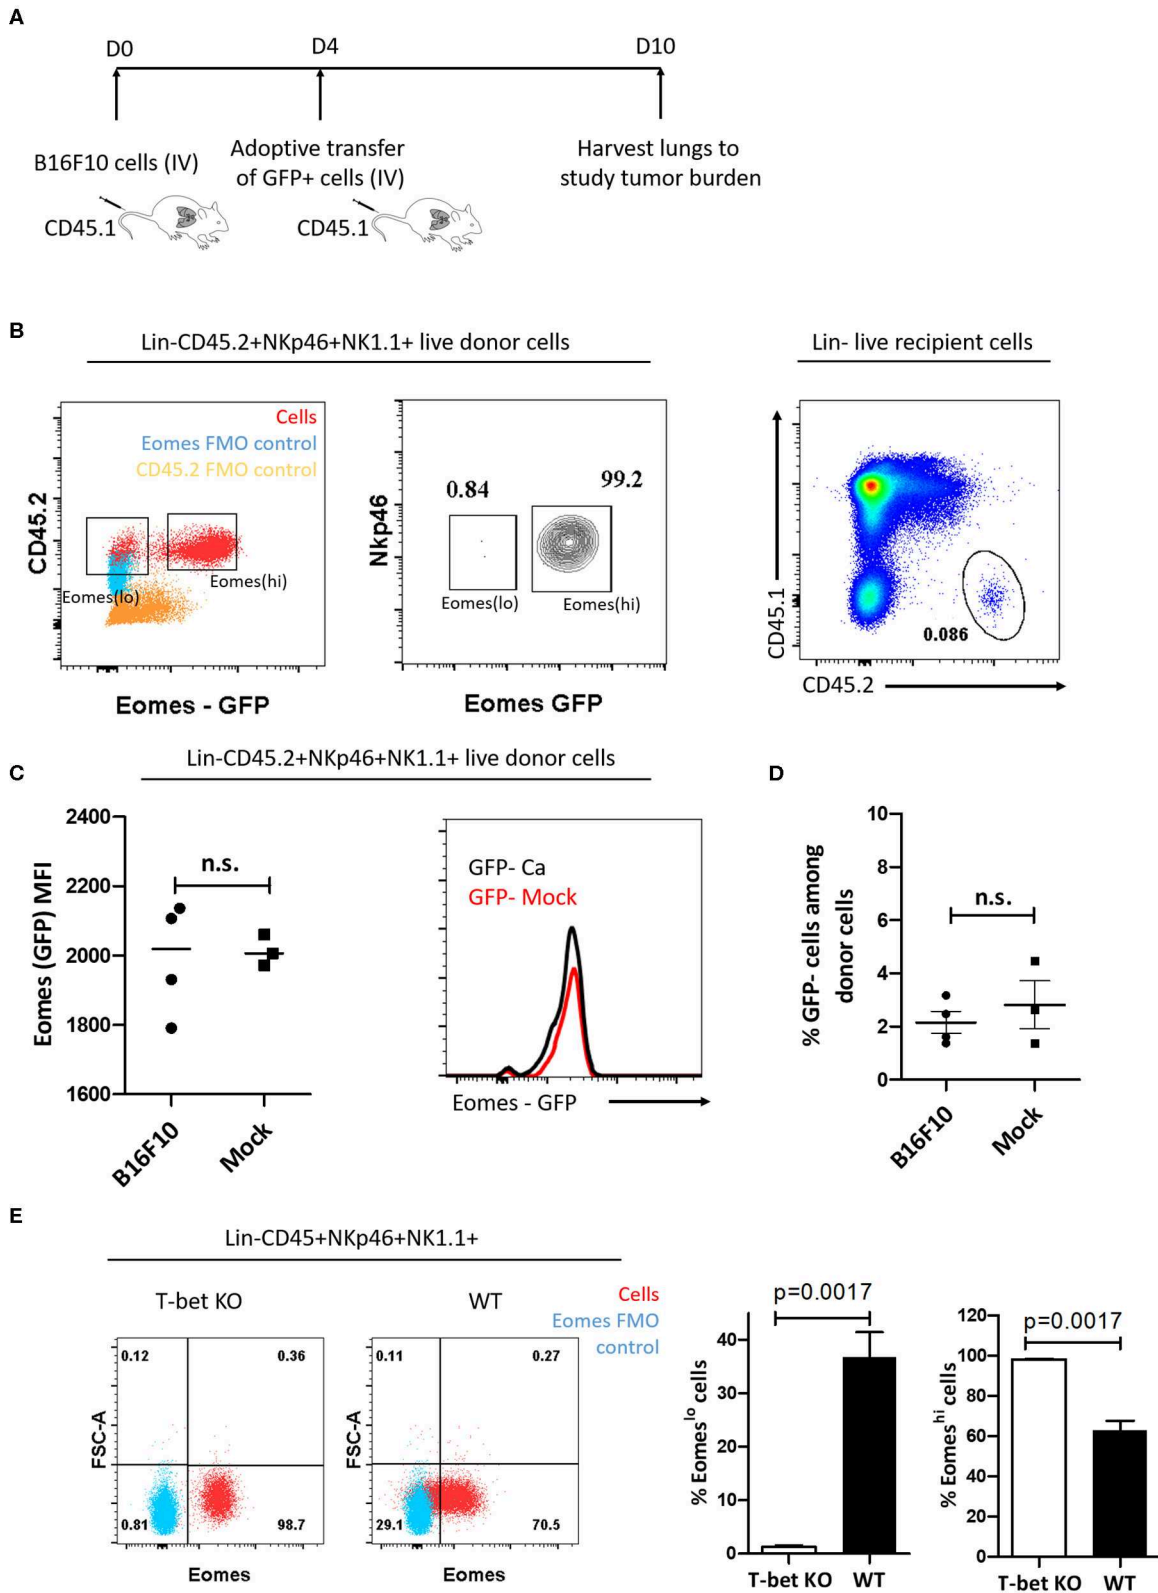 A
D0
D4
D10
B16F10 cells (IV)
CD45.1
Adoptive transfer
of GFP+ cells (IV)
CD45.1
Harvest lungs to
study tumor burden
B
Lin-CD45.2+NKp46+NK1.1+ live donor cells
Lin- live recipient cells
Cells
Eomes FMO control
CD45.2 FMO control
CD45.2
Eomes(lo)
Eomes(hi)
Eomes - GFP
Nkp46
0.84
99.2
Eomes(lo)
Eomes(hi)
Eomes GFP
CD45.1
0.086
CD45.2
C
Lin-CD45.2+NKp46+NK1.1+ live donor cells
Eomes (GFP) MFI
2400
2200
2000
1800
1600
n.s.
B16F10
Mock
GFP- Ca
GFP- Mock
Eomes - GFP
D
% GFP- cells among
donor cells
10
8
6
4
2
0
n.s.
B16F10
Mock
E
Lin-CD45+NKp46+NK1.1+
T-bet KO
WT
Cells
Eomes FMO
control
FSC-A
0.12
0.36
0.81
98.7
Eomes
FSC-A
0.11
0.27
29.1
70.5
Eomes
% Eomeslo cells
p=0.0017
40
30
20
10
0
T-bet KO
WT
% Eomeshi cells
p=0.0017
120
100
80
60
40
20
0
T-bet KO
WT